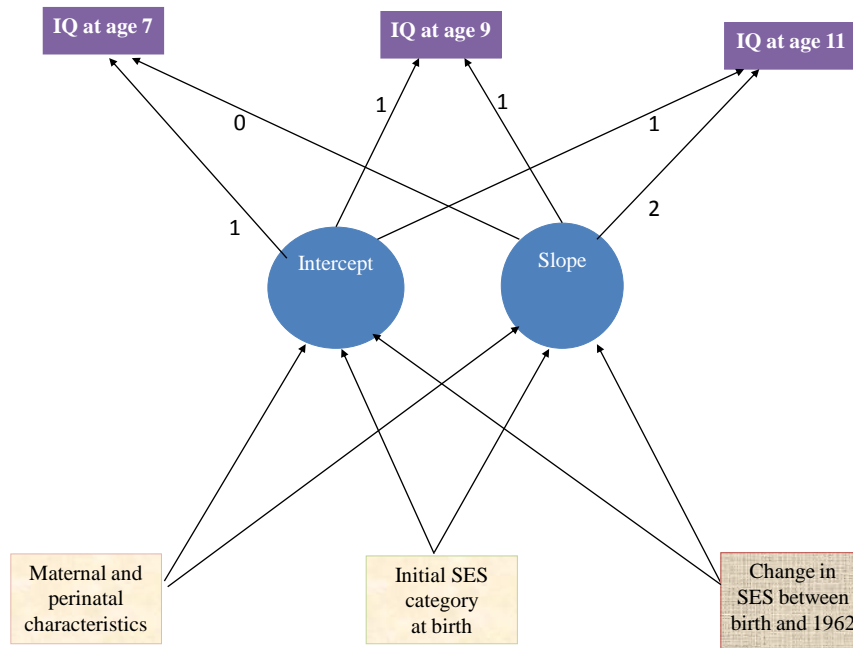 IQ at age 7
IQ at age 9
IQ at age 11
1
1
0
1
1
2
Intercept
Slope
Maternal and
perinatal
characteristics
Initial SES
category
at birth
Change in
SES between
birth and 1962